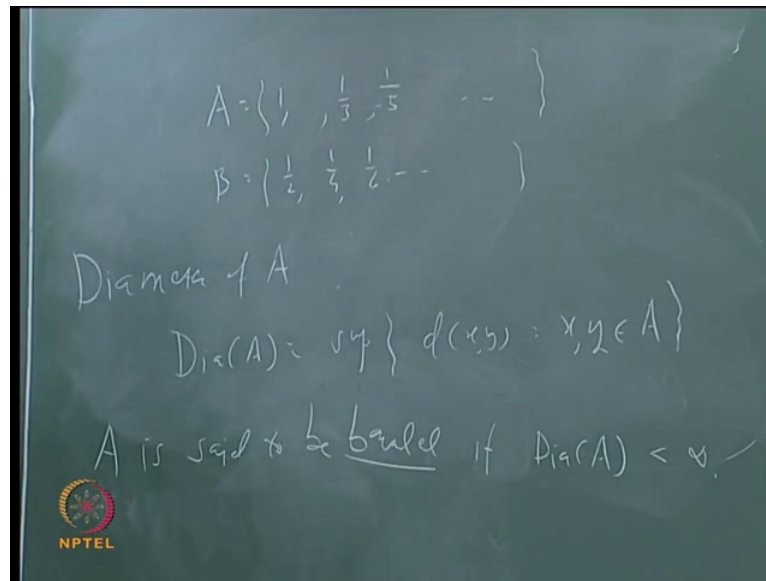 A = { 1, , 1/3, 1/5 -- }
B = { 1/2, 1/4, 1/6 -- }
Diameter of A .
Dia(A) = sup { d(x,y) : x, y ∈ A }
A is said to be bounded if Dia(A) < ∞.
NPTEL